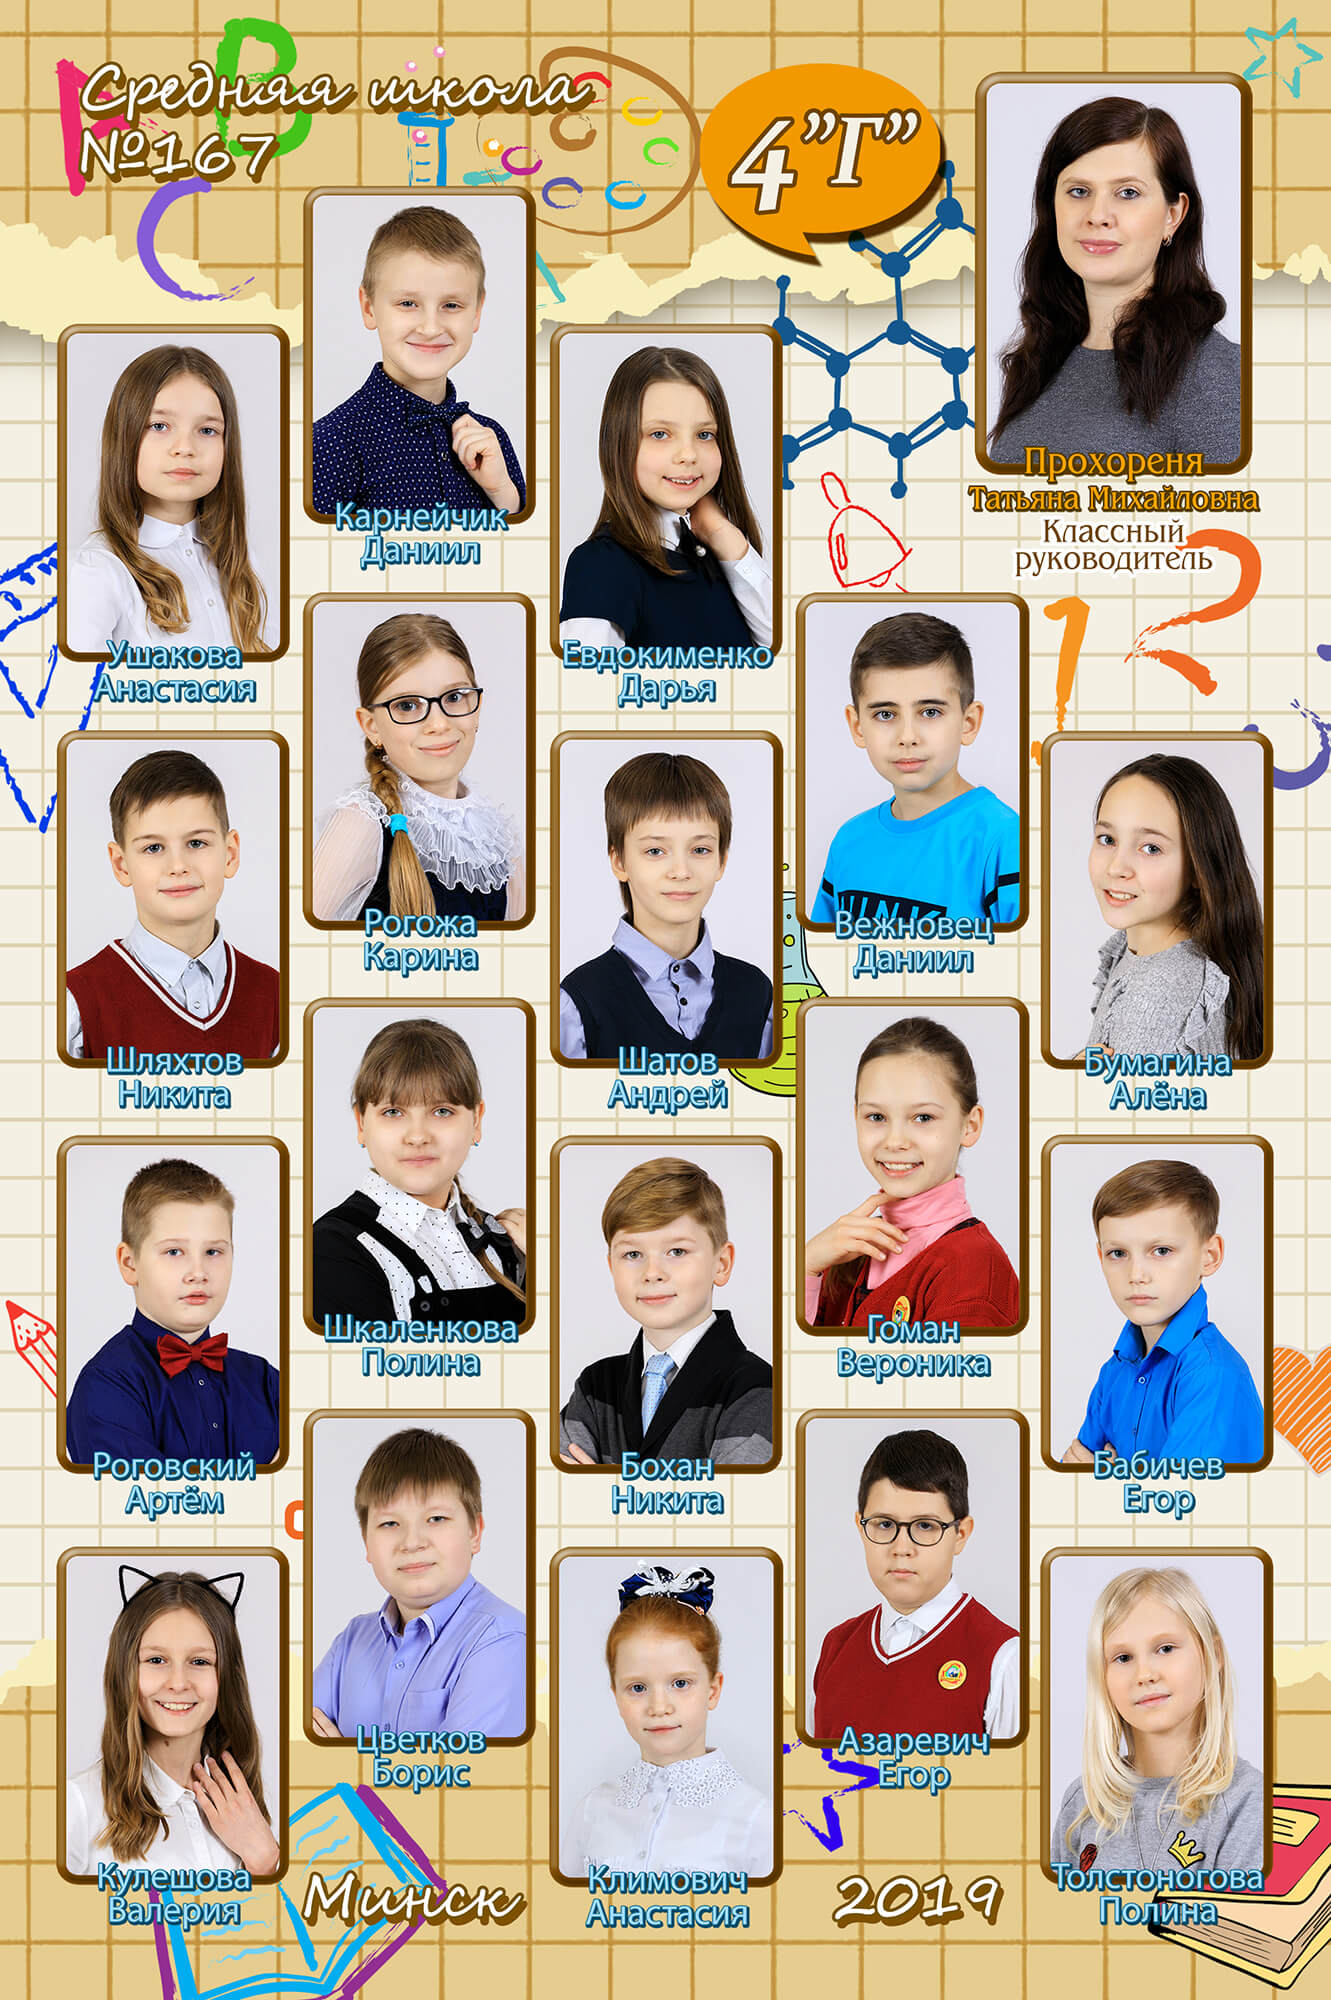 Средняя школа
№167
4"Г"
Прохореня
Татьяна Михайловна
Классный
руководитель
Карнейчик
Даниил
Ушакова
Анастасия
Евдокименко
Дарья
Рогожа
Карина
Вежновец
Даниил
Шляхтов
Никита
Шатов
Андрей
Бумагина
Алёна
Шкаленкова
Полина
Гоман
Вероника
Роговский
Артём
Бохан
Никита
Бабичев
Егор
Цветков
Борис
Азаревич
Егор
Кулешова
Валерия
Климович
Анастасия
Толстоногова
Полина
Минск
2019